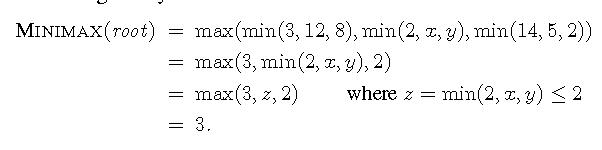 MINIMAX(root) = max(min(3, 12, 8), min(2, x, y), min(14, 5, 2))
= max(3, min(2, x, y), 2)
= max(3, z, 2) where z = min(2, x, y) ≤ 2
= 3.